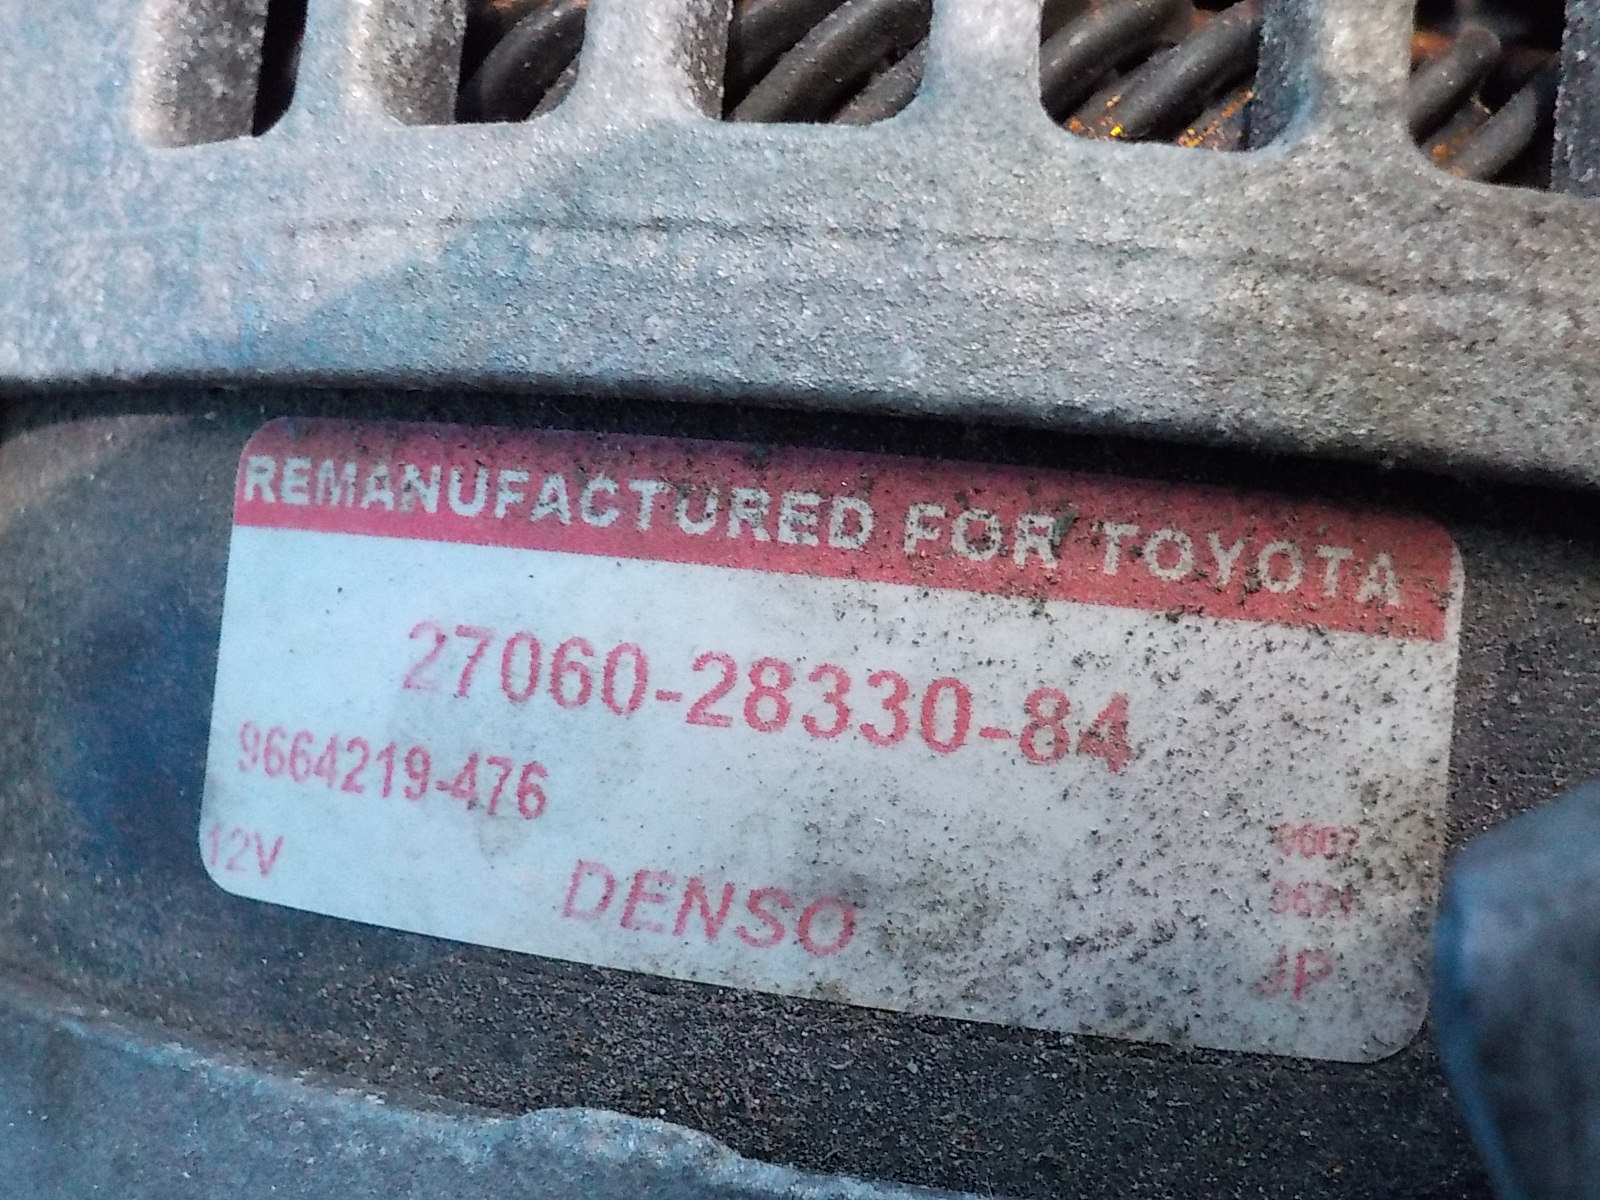 REMANUFACTURED FOR TOYOTA
27060-28330-84
9664219-476
12V
DENSO
JP